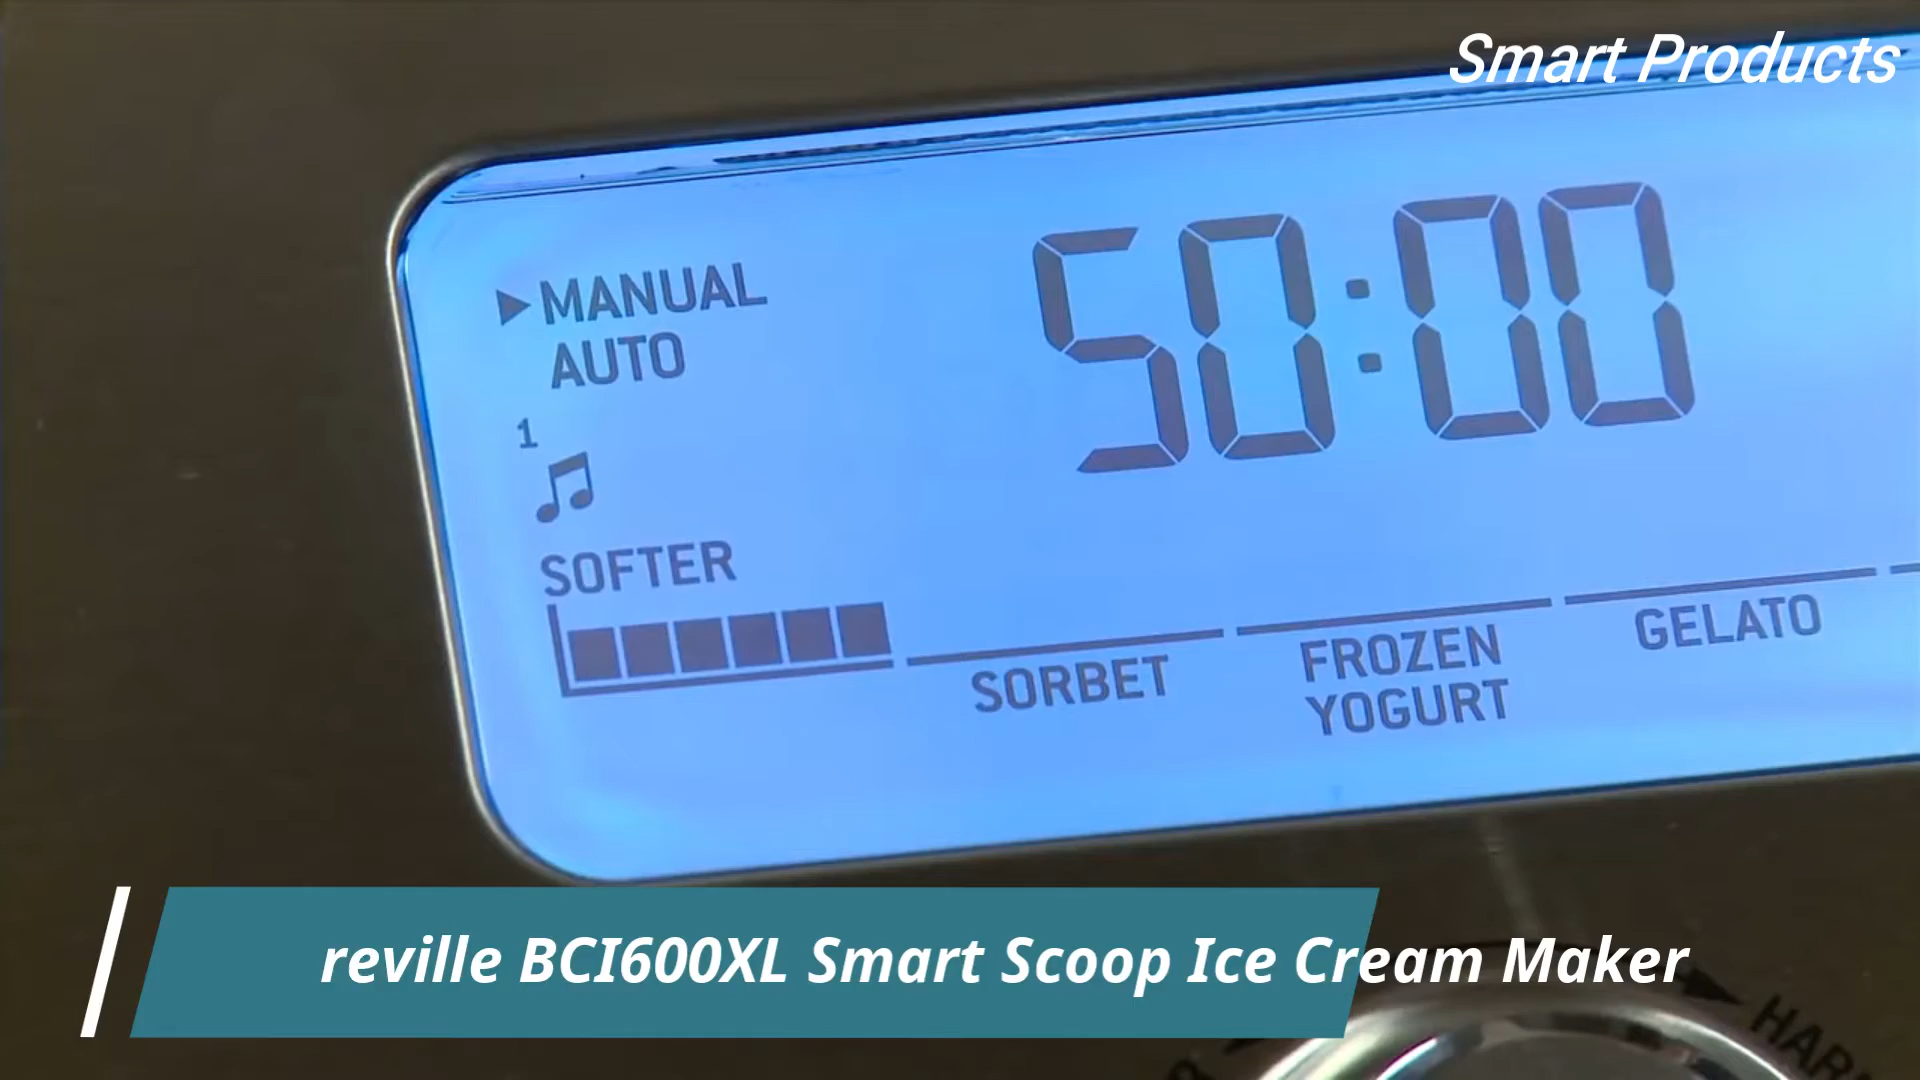 Smart Products
MANUAL
50:00
AUTO
1
SOFTER
SORBET
FROZEN
YOGURT
GELATO
reville BCI600XL Smart Scoop Ice Cream Maker